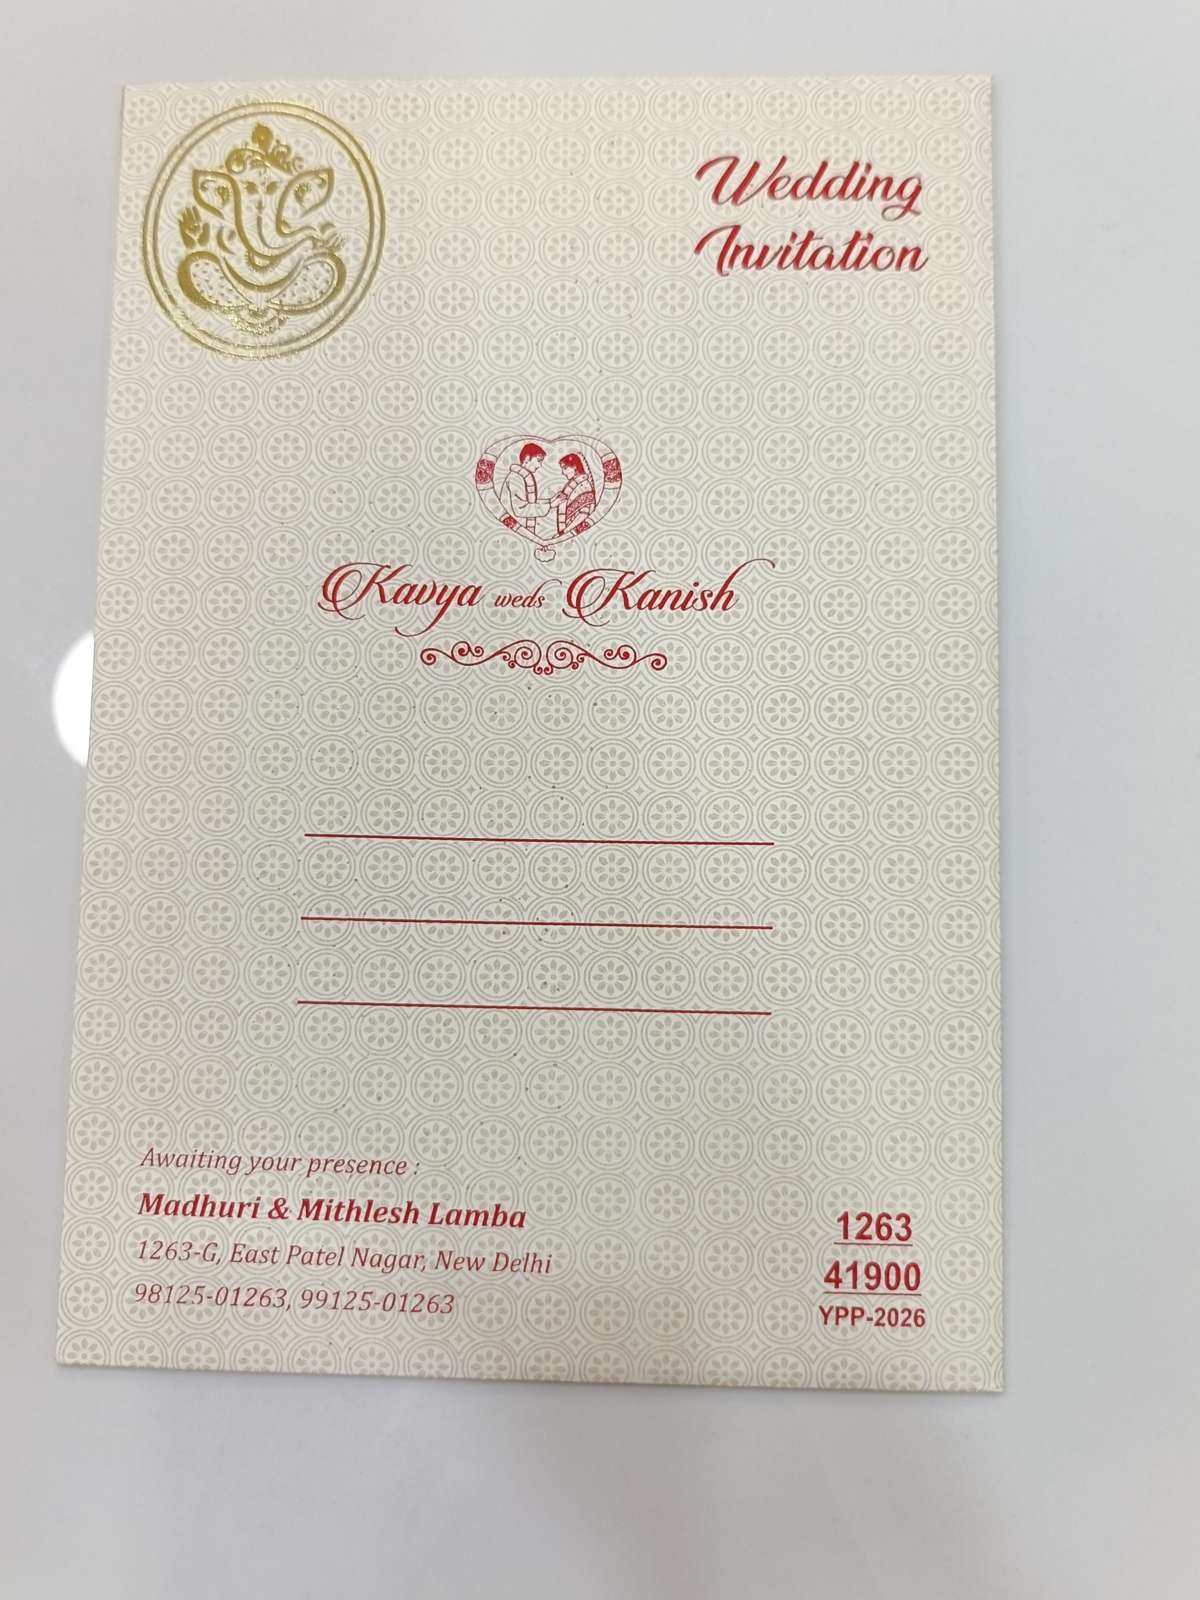 Wedding
Invitation
Kavya weds Kanish
Awaiting your presence :
Madhuri & Mithlesh Lamba
1263-G, East Patel Nagar, New Delhi
98125-01263, 99125-01263
1263
41900
YPP-2026